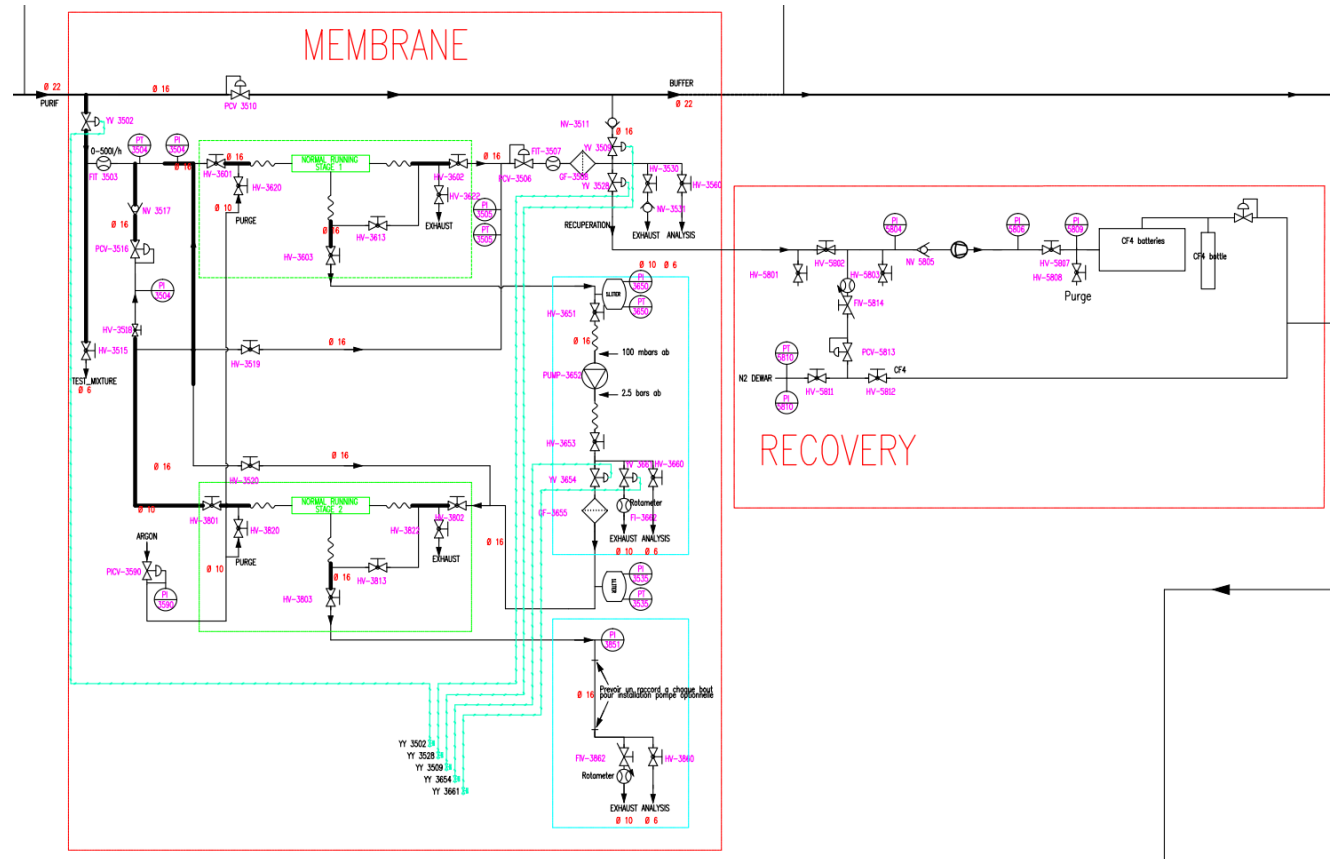 MEMBRANE
Ø 22
PURIF
Ø 16
PCV 3510
BUFFER
Ø 22
YV 3502
0-500l/h
FIT 3503
PT
3504
PI
3504
Ø 16
HV-3601
Ø 16
HV-3620
Ø 10
PURGE
NORMAL RUNNING
STAGE 1
Ø 16
HV-3613
HV-3603
HV-3602
HV-3622
EXHAUST
Ø 16
PCV-3506
FIT-3507
GF-3508
NV-3511
Ø 16
YV 3509
YV 3528
RECUPERATION
HV-3530
NV-3531
EXHAUST
HV-3560
ANALYSIS
PI
3505
PT
3505
NV 3517
Ø 16
PCV-3516
PI
3504
HV-3518
HV-3515
TEST_MIXTURE
Ø 6
HV-3519
Ø 16
Ø 10 Ø 6
PI
3650
PT
3650
HV-3651
Ø 16
100 mbars ab
PUMP-3652
2.5 bars ab
HV-3653
YV 3654
YV 3661
HV-3660
GF-3655
Rotameter
FI-3662
EXHAUST
ANALYSIS
Ø 10
Ø 6
Ø 16
HV-3520
Ø 16
Ø 10
HV-3801
HV-3820
PURGE
Ø 10
NORMAL RUNNING
STAGE 2
Ø 16
HV-3813
HV-3803
HV-3802
HV-3822
EXHAUST
Ø 16
ARGON
PICV-3590
PI
3590
PI
3535
PT
3535
PI
3851
Prevoir un raccord a chaque bout
pour installation pompe optionnelle
Ø 16
FIV-3862
HV-3860
Rotameter
EXHAUST
ANALYSIS
Ø 10
Ø 6
YY 3502
YY 3528
YY 3509
YY 3654
YY 3661
HV-5801
HV-5802
HV-5803
PI
5804
NV 5805
PI
5806
PI
5809
HV-5807
HV-5808
Purge
CF4 batteries
CF4 bottle
FIV-5814
PCV-5813
PT
5810
N2 DEWAR
PI
5810
HV-5811
HV-5812
CF4
RECOVERY